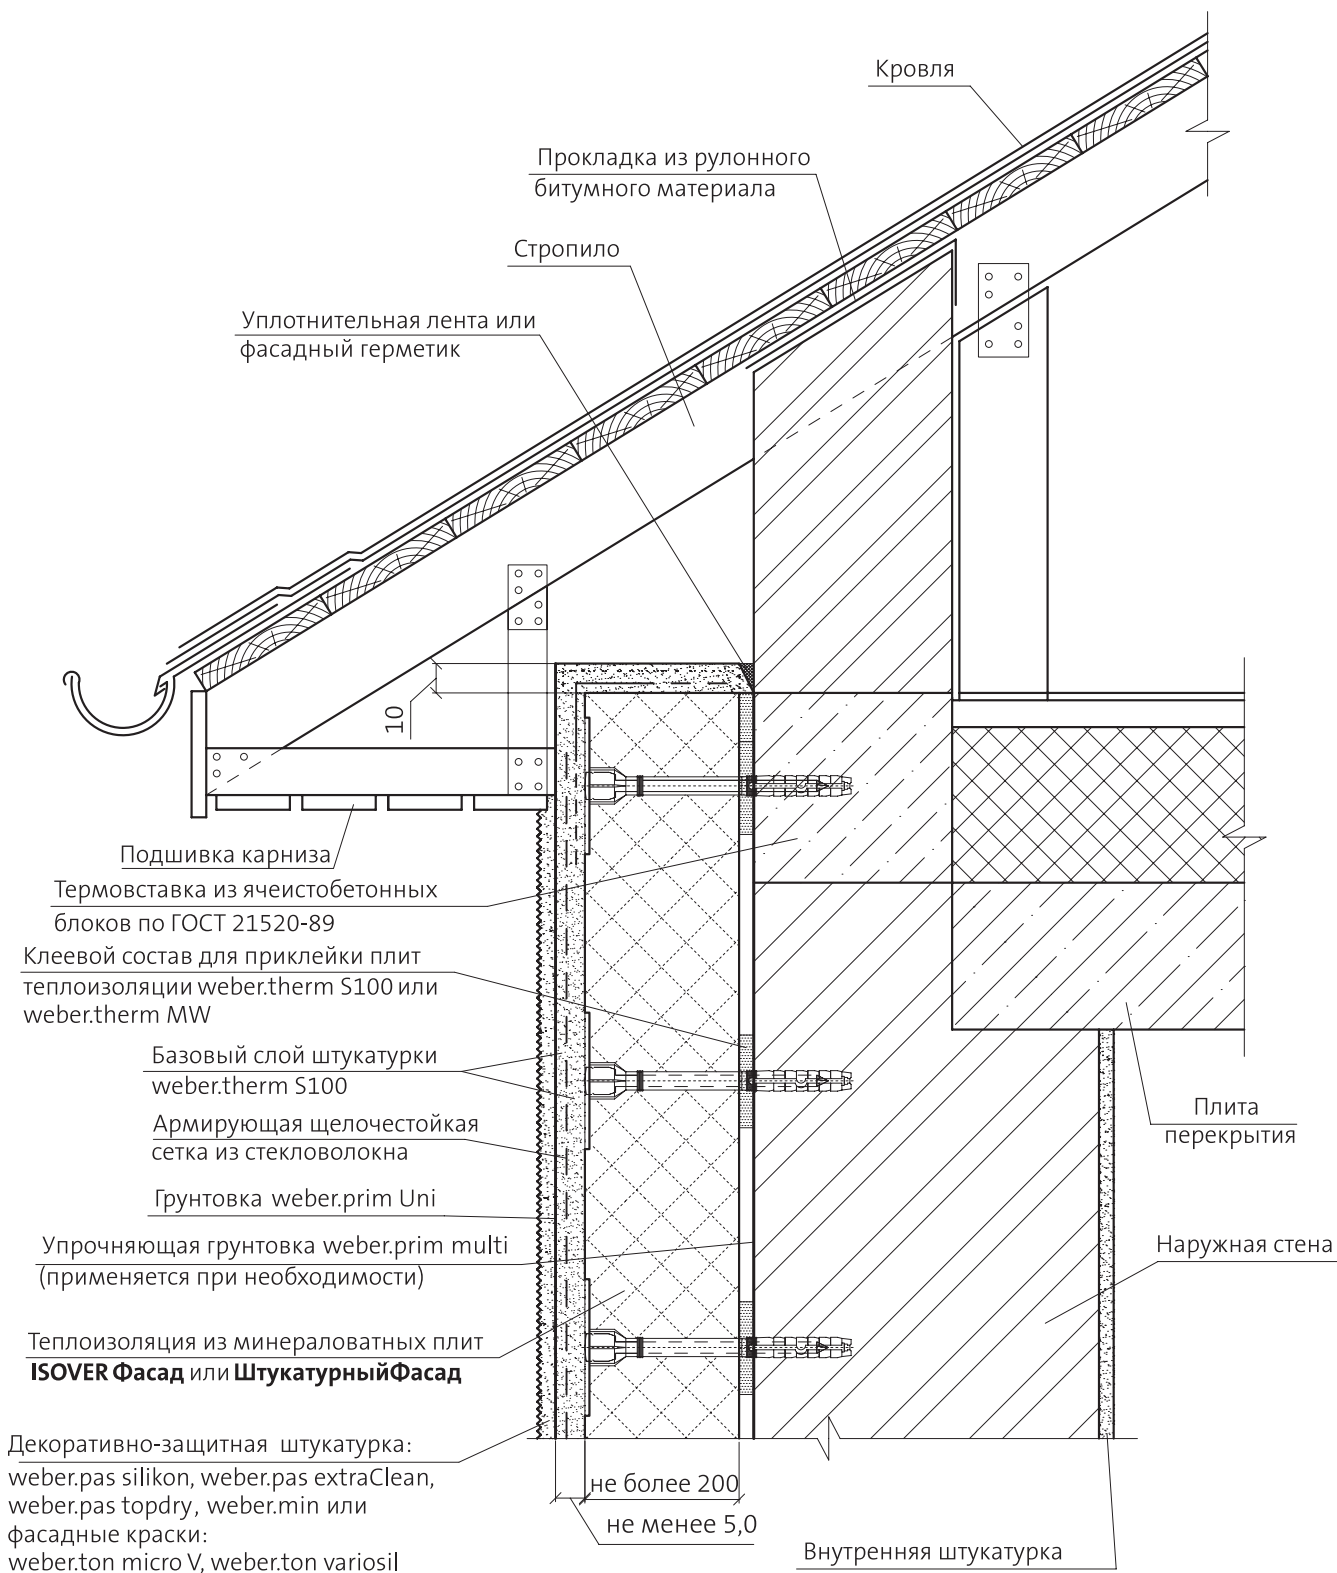 Кровля
Прокладка из рулонного
битумного материала
Стропило
Уплотнительная лента или
фасадный герметик
10
Подшивка карниза
Термовставка из ячеистобетонных
блоков по ГОСТ 21520-89
Клеевой состав для приклейки плит
теплоизоляции weber.therm S100 или
weber.therm MW
Базовый слой штукатурки
weber.therm S100
Армирующая щелочестойкая
сетка из стекловолокна
Грунтовка weber.prim Uni
Упрочняющая грунтовка weber.prim multi
(применяется при необходимости)
Теплоизоляция из минераловатных плит
ISOVER Фасад или ШтукатурныйФасад
Декоративно-защитная штукатурка:
weber.pas silikon, weber.pas extraClean,
weber.pas topdry, weber.min или
фасадные краски:
weber.ton micro V, weber.ton variosil
не более 200
не менее 5,0
Плита
перекрытия
Наружная стена
Внутренняя штукатурка